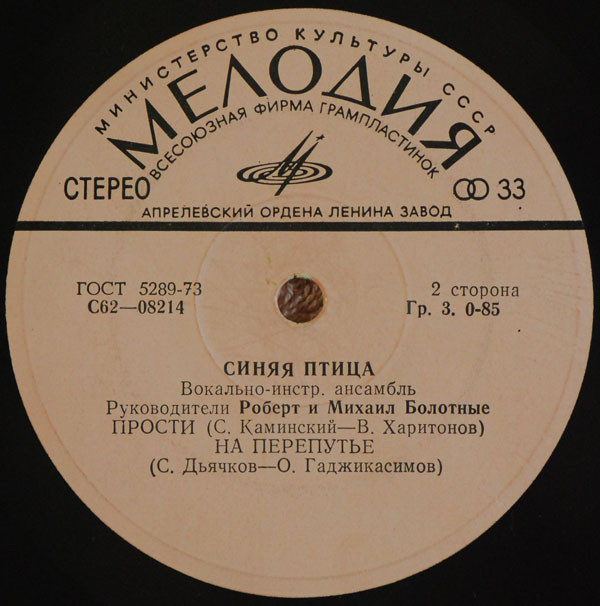 МИНИСТЕРСТВО КУЛЬТУРЫ СССР
МЕЛОДИЯ
ВСЕСОЮЗНАЯ ФИРМА ГРАМПЛАСТИНОК
СТЕРЕО 33
АПРЕЛЕВСКИЙ ОРДЕНА ЛЕНИНА ЗАВОД
ГОСТ 5289-73 2 сторона
С62—08214 Гр. 3. 0-85
СИНЯЯ ПТИЦА
Вокально-инстр. ансамбль
Руководители Роберт и Михаил Болотные
ПРОСТИ (С. Каминский—В. Харитонов)
НА ПЕРЕПУТЬЕ
(С. Дьячков—О. Гаджикасимов)